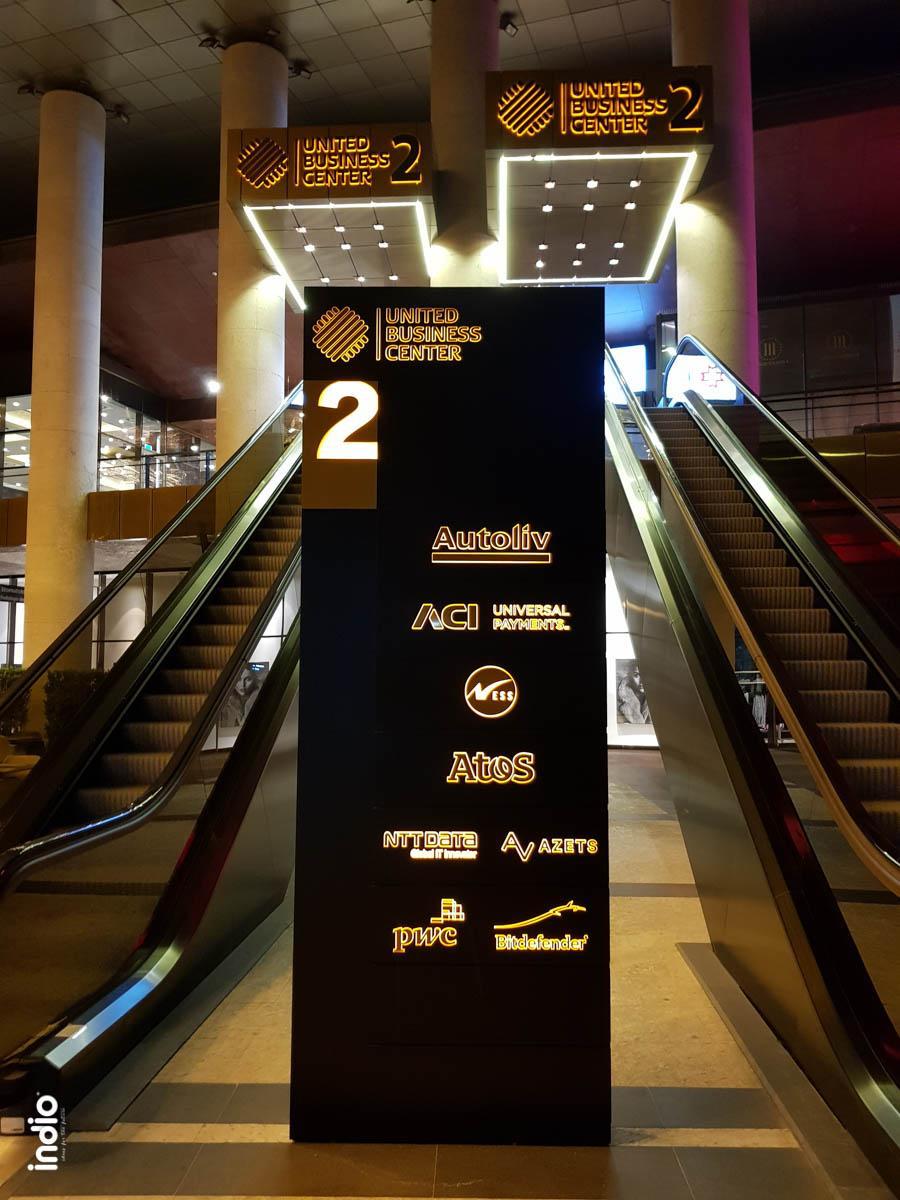 UNITED
BUSINESS
CENTER
2
UNITED
BUSINESS
CENTER
2
UNITED
BUSINESS
CENTER
2
Autoliv
ACI UNIVERSAL
PAYMENTS
NESS
Atos
NTT DATA
Global IT Innovator
AZETS
pwc
Bitdefender
indio